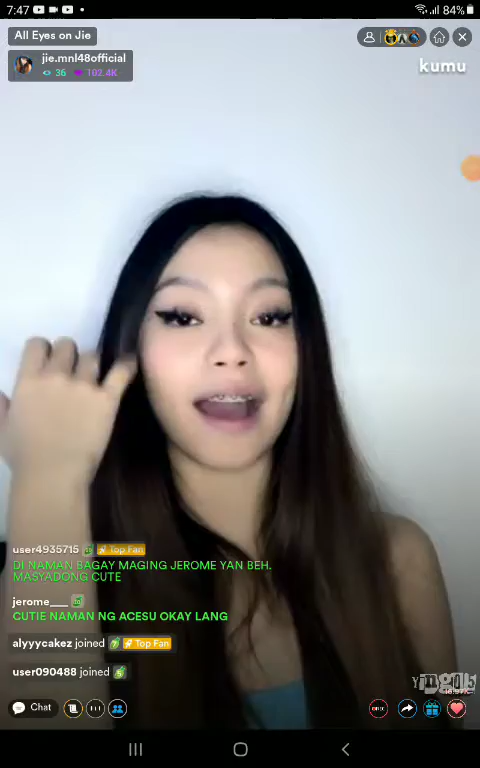 7:47
84%
All Eyes on Jie
jie.mnl48official
36 102.4K
kumu
user4935715 Top Fan
DI NAMAN BAGAY MAGING JEROME YAN BEH.
MASYADONG CUTE
jerome___
CUTIE NAMAN NG ACESU OKAY LANG
alyyycakez joined 7 Top Fan
user090488 joined 5
Chat